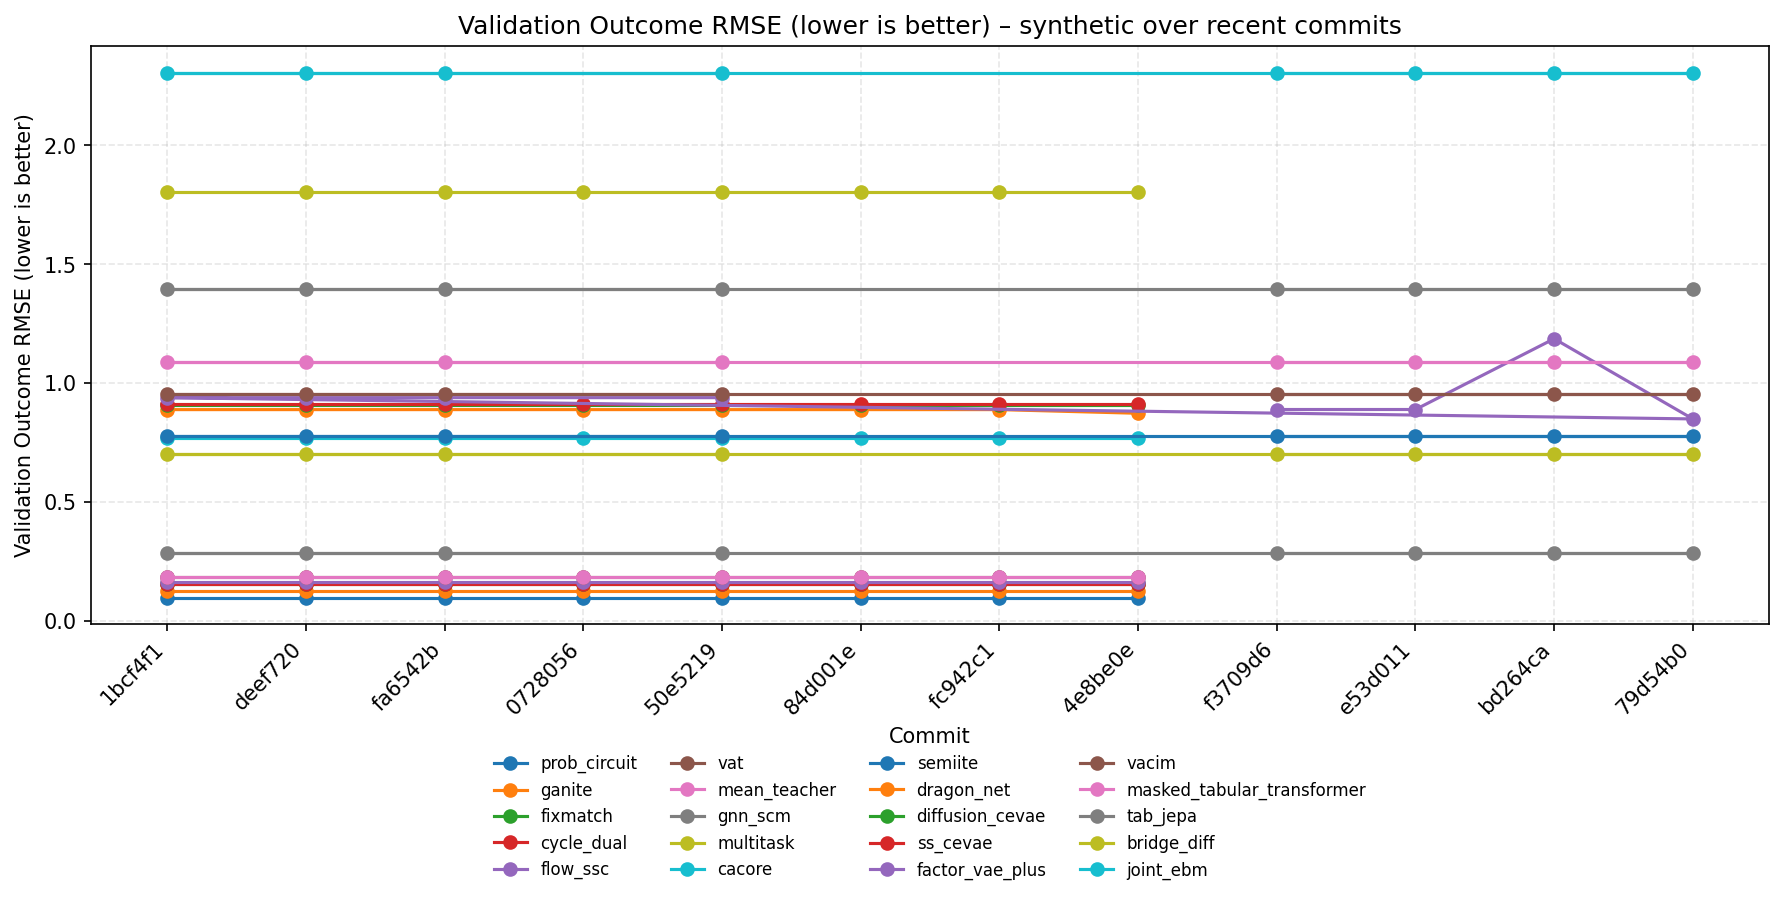 Validation Outcome RMSE (lower is better) – synthetic over recent commits
Validation Outcome RMSE (lower is better)
2.0
1.5
1.0
0.5
0.0
1bcf4f1
deef720
fa6542b
0728056
50e5219
84d001e
fc942c1
4e8be0e
f3709d6
e53d011
bd264ca
79d54b0
Commit
prob_circuit
ganite
fixmatch
cycle_dual
flow_ssc
vat
mean_teacher
gnn_scm
multitask
cacore
semiite
dragon_net
diffusion_cevae
ss_cevae
factor_vae_plus
vacim
masked_tabular_transformer
tab_jepa
bridge_diff
joint_ebm